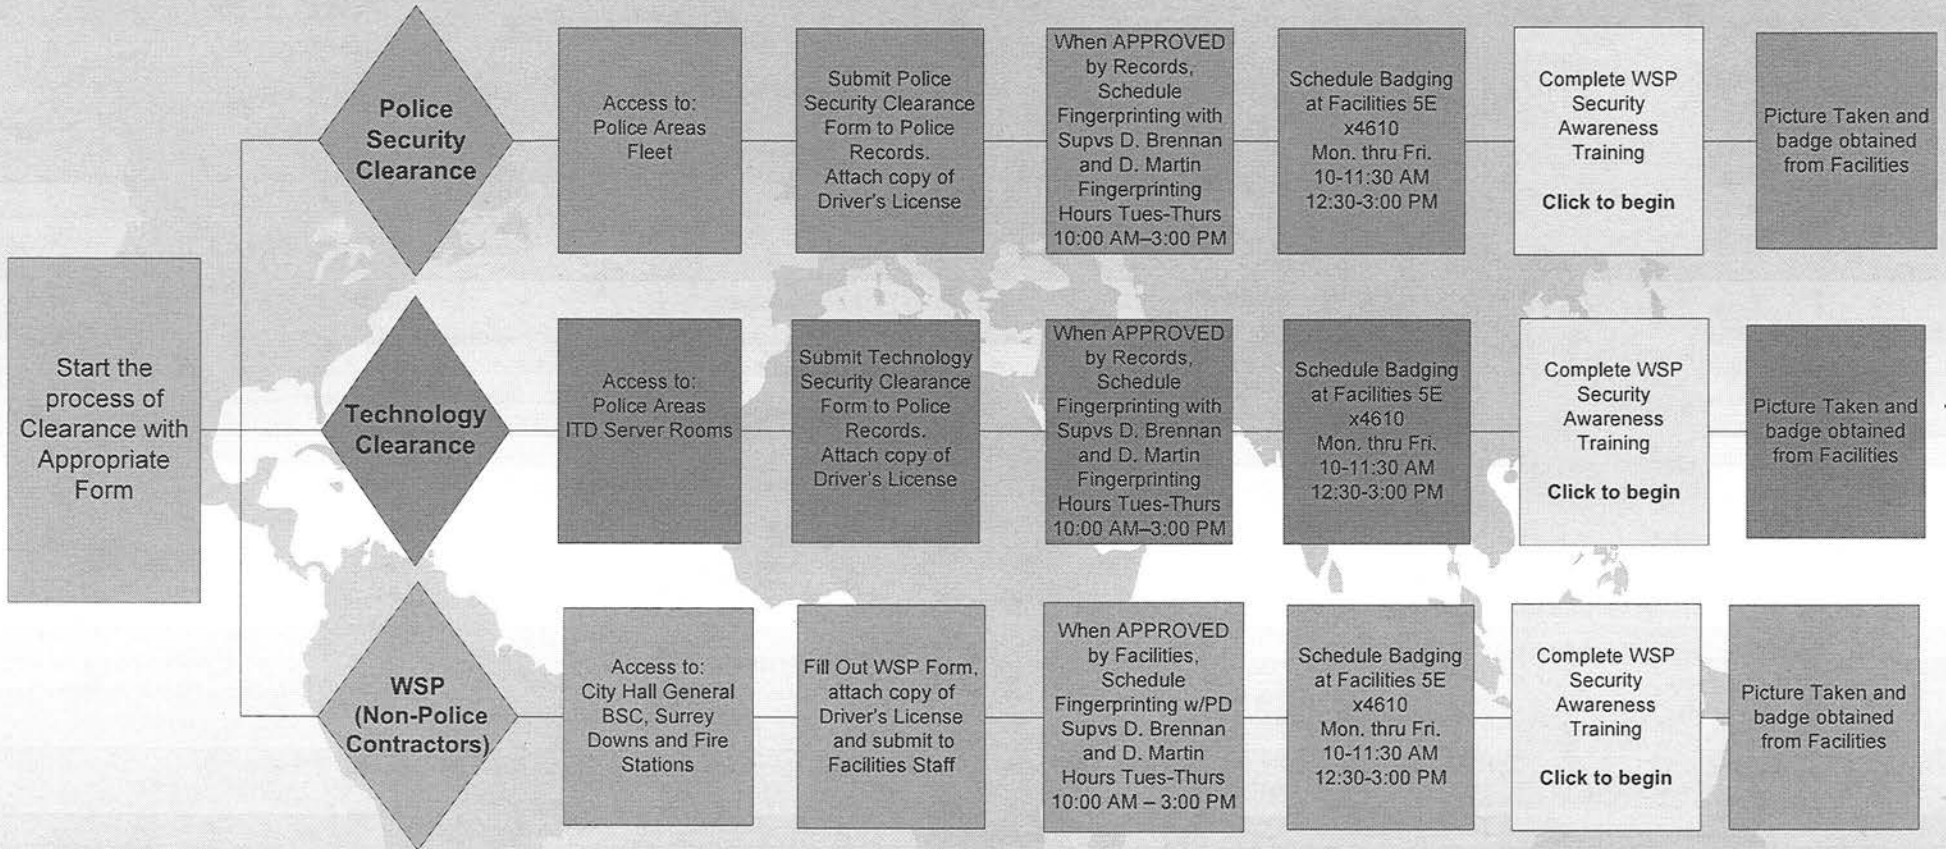 Start the
process of
Clearance with
Appropriate
Form
Police
Security
Clearance
Access to:
Police Areas
Fleet
Submit Police
Security Clearance
Form to Police
Records.
Attach copy of
Driver's License
When APPROVED
by Records,
Schedule
Fingerprinting with
Supvs D. Brennan
and D. Martin
Fingerprinting
Hours Tues-Thurs
10:00 AM–3:00 PM
Schedule Badging
at Facilities 5E
x4610
Mon. thru Fri.
10-11:30 AM
12:30-3:00 PM
Complete WSP
Security
Awareness
Training
Click to begin
Picture Taken and
badge obtained
from Facilities
Technology
Clearance
Access to:
Police Areas
ITD Server Rooms
Submit Technology
Security Clearance
Form to Police
Records.
Attach copy of
Driver's License
When APPROVED
by Records,
Schedule
Fingerprinting with
Supvs D. Brennan
and D. Martin
Fingerprinting
Hours Tues-Thurs
10:00 AM–3:00 PM
Schedule Badging
at Facilities 5E
x4610
Mon. thru Fri.
10-11:30 AM
12:30-3:00 PM
Complete WSP
Security
Awareness
Training
Click to begin
Picture Taken and
badge obtained
from Facilities
WSP
(Non-Police
Contractors)
Access to:
City Hall General
BSC, Surrey
Downs and Fire
Stations
Fill Out WSP Form,
attach copy of
Driver's License
and submit to
Facilities Staff
When APPROVED
by Facilities,
Schedule
Fingerprinting w/PD
Supvs D. Brennan
and D. Martin
Hours Tues-Thurs
10:00 AM – 3:00 PM
Schedule Badging
at Facilities 5E
x4610
Mon. thru Fri.
10-11:30 AM
12:30-3:00 PM
Complete WSP
Security
Awareness
Training
Click to begin
Picture Taken and
badge obtained
from Facilities